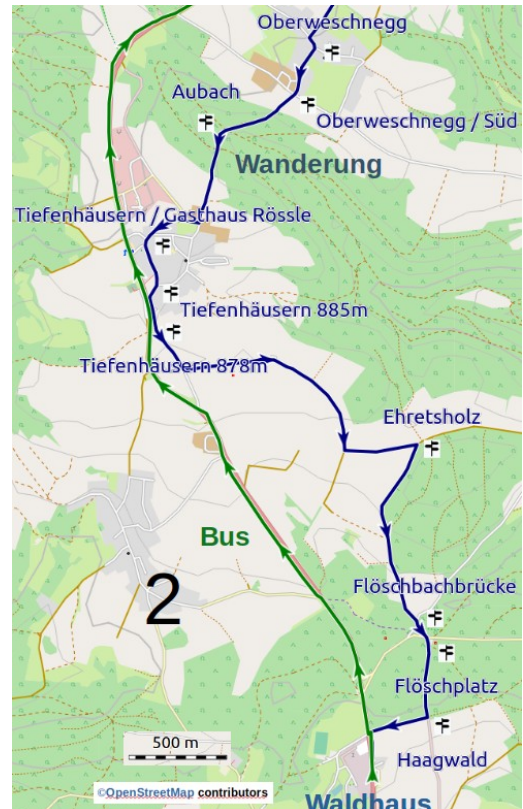 Oberweschnegg
Aubach
Oberweschnegg / Süd
Wanderung
Tiefenhäusern / Gasthaus Rössle
Tiefenhäusern 885m
Tiefenhäusern 878m
Ehretsholz
Bus
2
Flöschbachbrücke
Flöschplatz
500 m
Haagwald
©OpenStreetMap contributors
Waldhaus